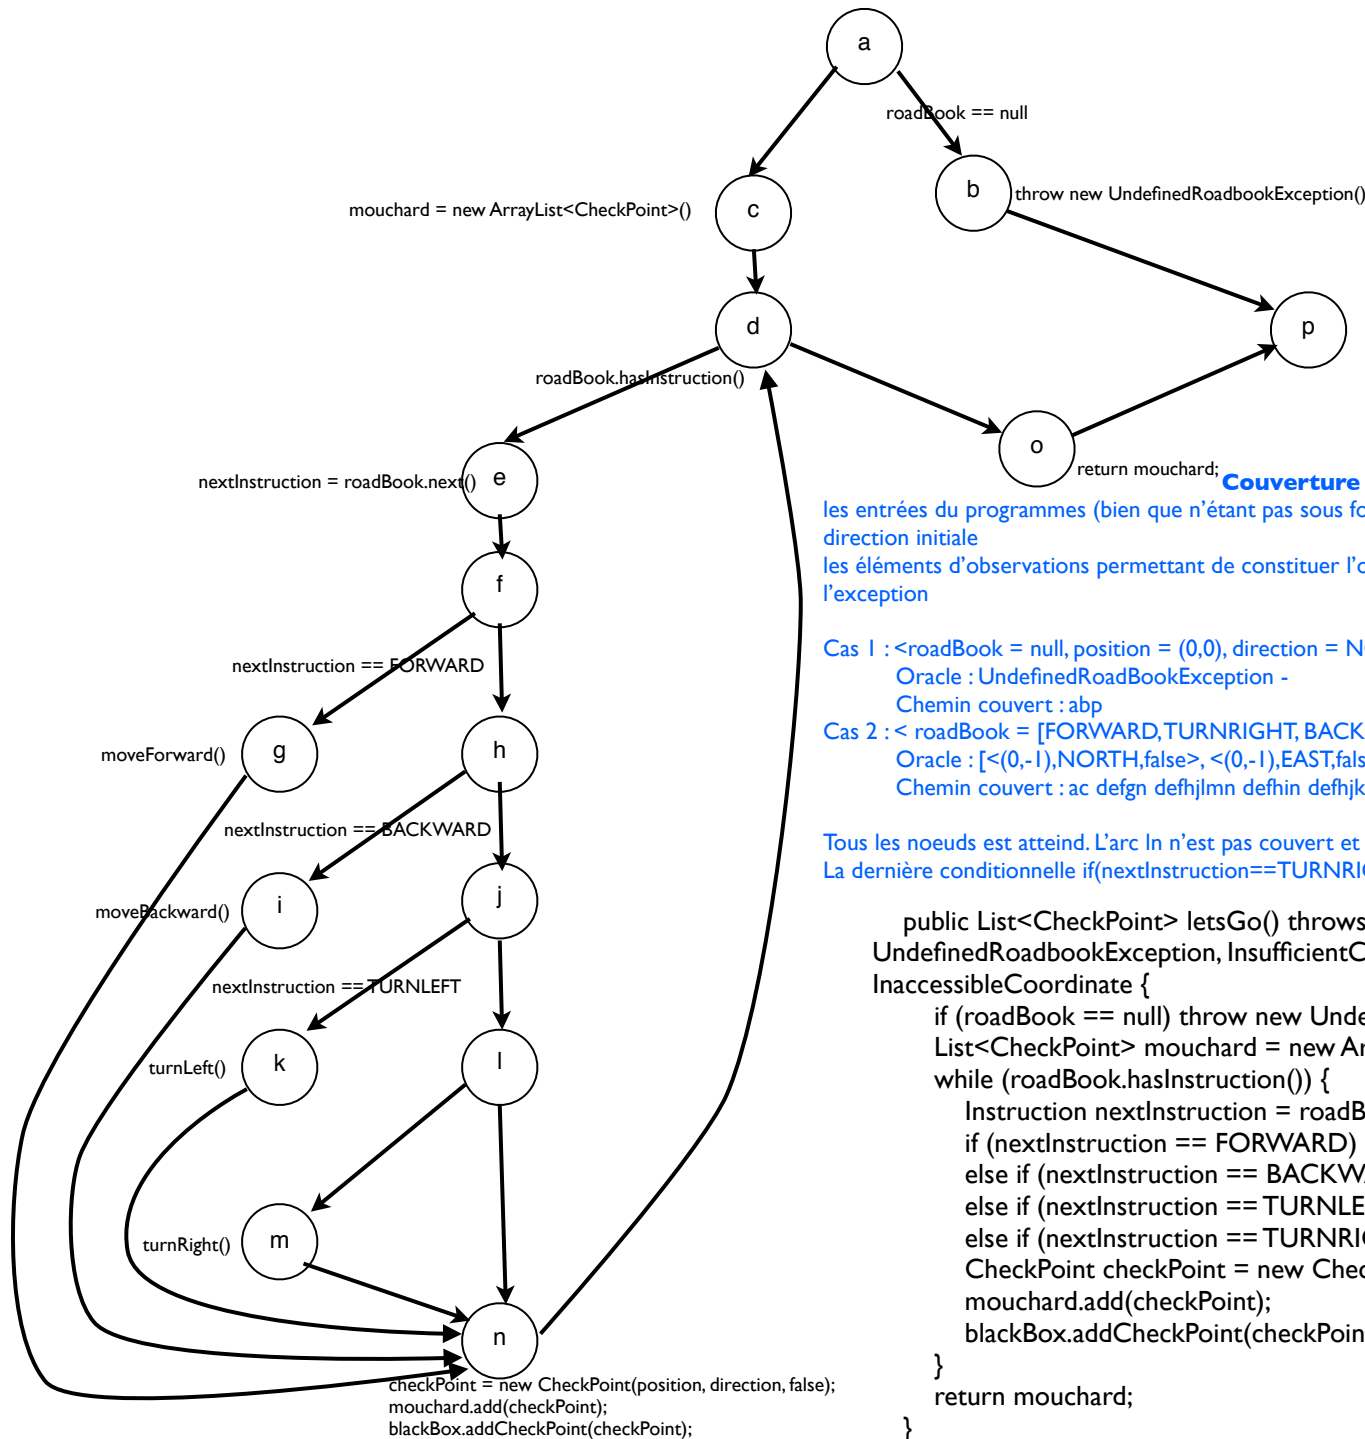 a
roadBook == null
b
throw new UndefinedRoadbookException()
mouchard = new ArrayList<CheckPoint>()
c
d
p
roadBook.hasInstruction()
o
return mouchard;
nextInstruction = roadBook.next()
e
f
nextInstruction == FORWARD
moveForward()
g
h
nextInstruction == BACKWARD
moveBackward()
i
j
nextInstruction == TURNLEFT
turnLeft()
k
l
turnRight()
m
n
checkPoint = new CheckPoint(position, direction, false);
mouchard.add(checkPoint);
blackBox.addCheckPoint(checkPoint);
Couverture
les entrées du programmes (bien que n'étant pas sous fo
direction initiale
les éléments d'observations permettant de constituer l'o
l'exception
Cas 1 : <roadBook = null, position = (0,0), direction = NO
Oracle : UndefinedRoadBookException -
Chemin couvert : abp
Cas 2 : < roadBook = [FORWARD, TURNRIGHT, BACK
Oracle : [<(0,-1),NORTH,false>, <(0,-1),EAST,fals
Chemin couvert : ac defgn defhjlmn defhin defhjk
Tous les noeuds est atteind. L'arc ln n'est pas couvert et
La dernière conditionnelle if(nextInstruction==TURNRIG
public List<CheckPoint> letsGo() throws
UndefinedRoadbookException, InsufficientC
InaccessibleCoordinate {
if (roadBook == null) throw new Unde
List<CheckPoint> mouchard = new Ar
while (roadBook.hasInstruction()) {
Instruction nextInstruction = roadB
if (nextInstruction == FORWARD)
else if (nextInstruction == BACKWA
else if (nextInstruction == TURNLE
else if (nextInstruction == TURNRIG
CheckPoint checkPoint = new Chec
mouchard.add(checkPoint);
blackBox.addCheckPoint(checkPoin
}
return mouchard;
}